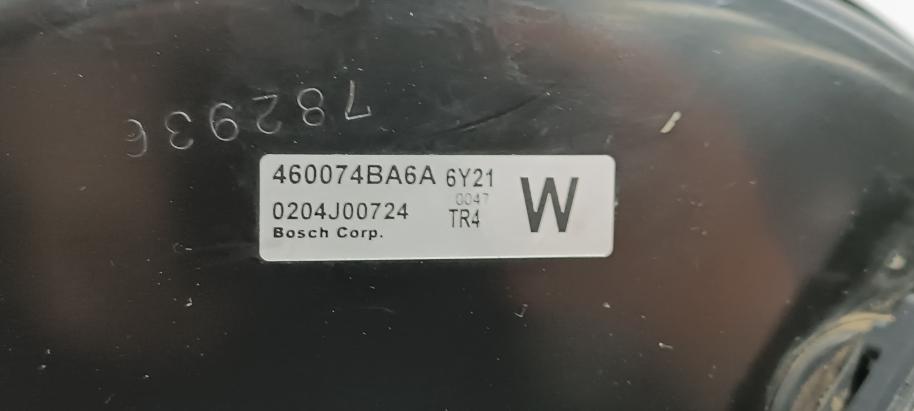 782936
460074BA6A 6Y21
0047
0204J00724 TR4
Bosch Corp.
W